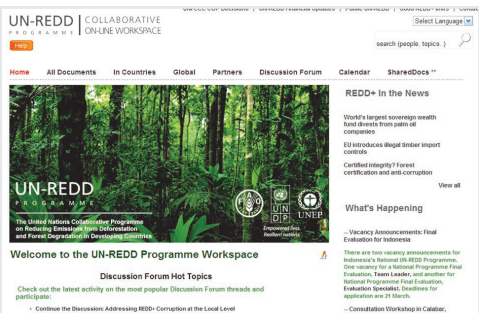 UN-REDD
PROGRAMME
COLLABORATIVE
ON-LINE WORKSPACE
Select Language
Help
search (people, topics..)
Home All Documents In Countries Global Partners Discussion Forum Calendar SharedDocs
REDD+ In the News
World's largest sovereign wealth
fund divests from palm oil
companies
EU introduces illegal timber import
controls
Certified integrity? Forest
certification and anti-corruption
View all
UN-REDD
PROGRAMME
The United Nations Collaborative Programme
on Reducing Emissions from Deforestation
and Forest Degradation in Developing Countries
FAO
UN
DP
Empowered lives.
Resilient nations.
UNEP
What's Happening
-- Vacancy Announcements: Final
Evaluation for Indonesia
There are two vacancy announcements for
Indonesia's National UN-REDD Programme.
One vacancy for a National Programme Final
Evaluation, Team Leader, and another for
National Programme Final Evaluation,
Evaluation Specialist. Deadlines for
application are 21 March.
-- Consultation Workshop in Calabar,
Welcome to the UN-REDD Programme Workspace
Discussion Forum Hot Topics
Check out the latest activity on the most popular Discussion Forum threads and
participate:
• Continue the Discussion: Addressing REDD+ Corruption at the Local Level